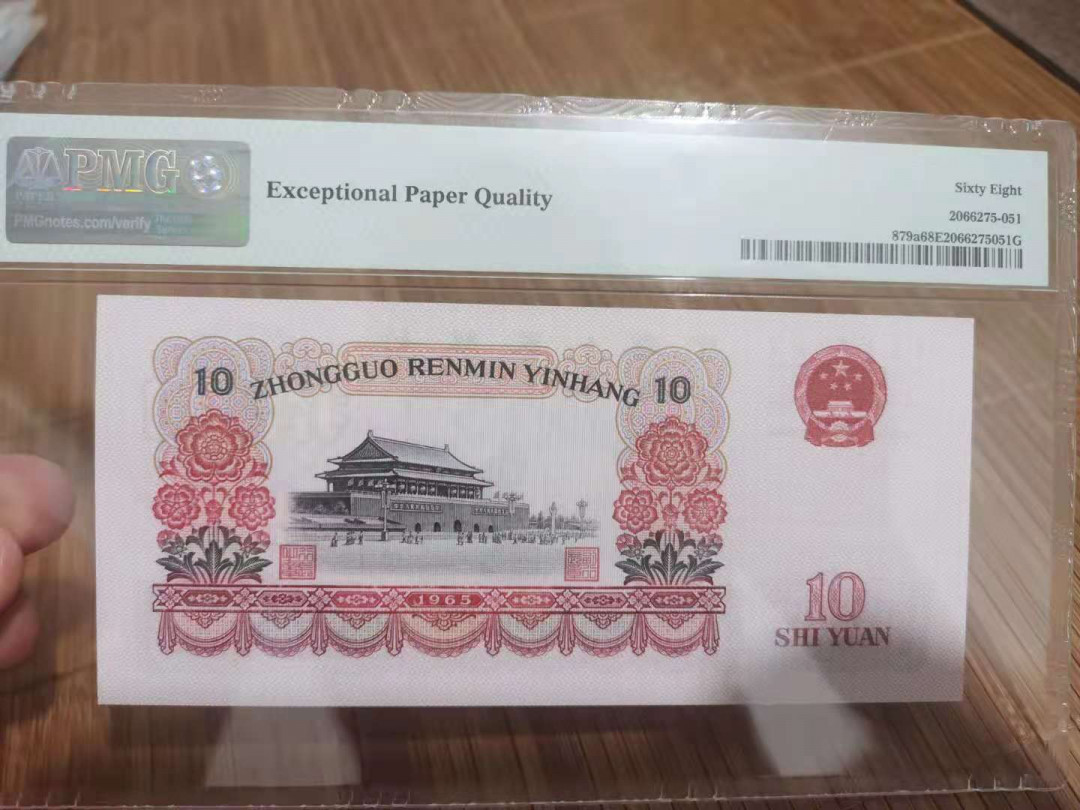 PMG
PMGnotes.com/verify
Exceptional Paper Quality
Sixty Eight
2066275-051
879a68E2066275051G
10 ZHONGGUO RENMIN YINHANG 10
1965
10
SHI YUAN